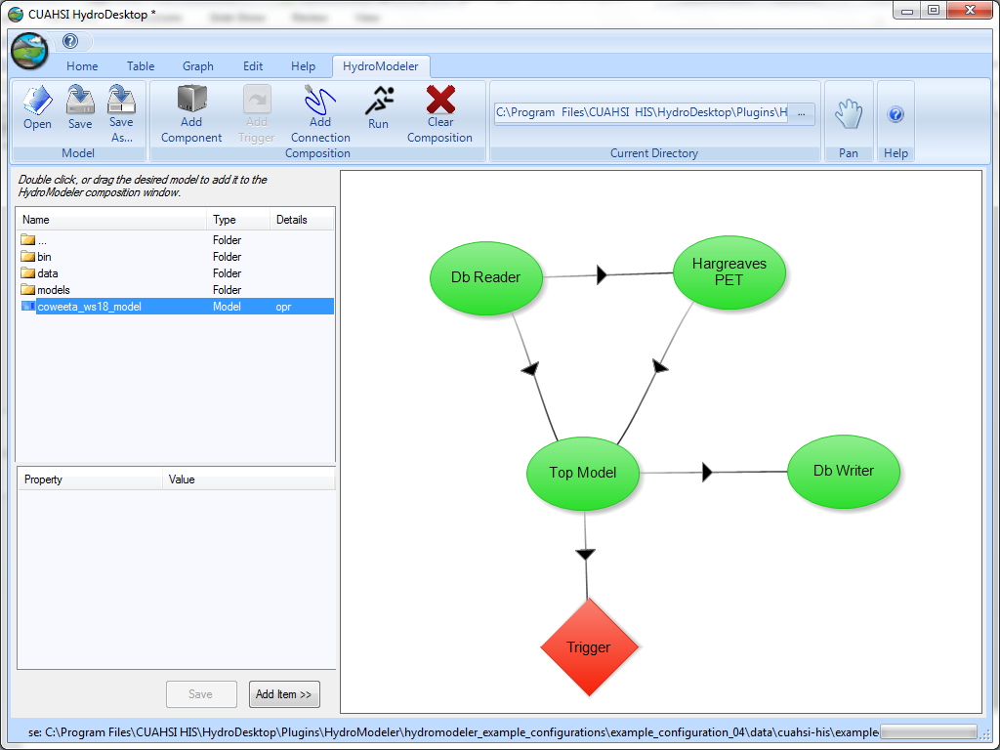 CUAHSI HydroDesktop *
Home Table Graph Edit Help HydroModeler
Open Save Save As... Add Component Add Trigger Add Connection Run Clear Composition
C:\Program Files\CUAHSI HIS\HydroDesktop\Plugins\H ...
Model Composition Current Directory Pan Help
Double click, or drag the desired model to add it to the
HydroModeler composition window.
Name Type Details
... Folder
bin Folder
data Folder
models Folder
coweeta_ws18_model Model opr
Property Value
Save Add Item >>
Db Reader
Hargreaves
PET
Top Model
Db Writer
Trigger
se: C:\Program Files\CUAHSI HIS\HydroDesktop\Plugins\HydroModeler\hydromodeler_example_configurations\example_configuration_04\data\cuahsi-his\example